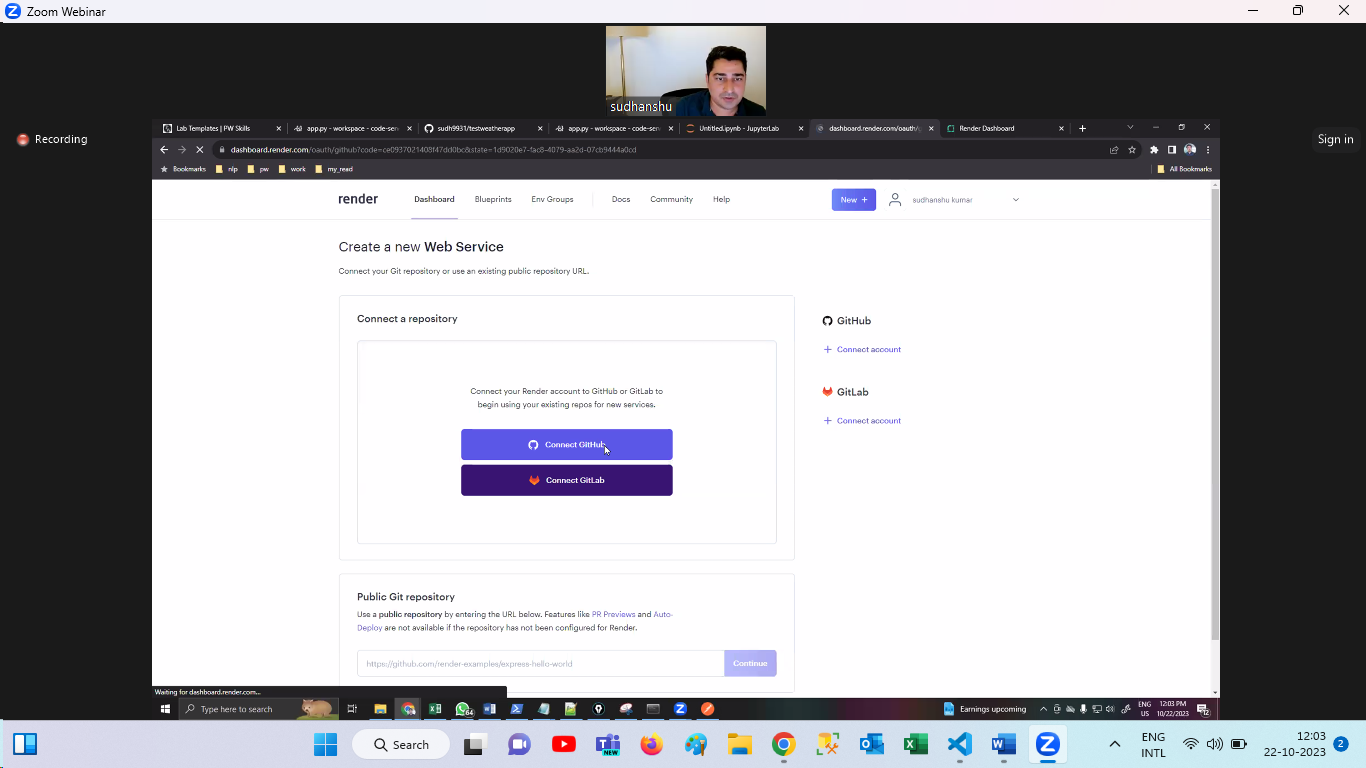 Zoom Webinar
sudhanshu
Recording
Sign in
Lab Templates | PW Skills
app.py - workspace - code-serv
sudh9931/testweatherapp
app.py - workspace - code-serv
Untitled.ipynb - JupyterLab
dashboard.render.com/oauth/g
Render Dashboard
dashboard.render.com/oauth/github?code=ce0937021408f47dd0bc&state=1d9020e7-fac8-4079-aa2d-07cb9444a0cd
Bookmarks nlp pw work my_read All Bookmarks
render Dashboard Blueprints Env Groups Docs Community Help New + sudhanshu kumar
Create a new Web Service
Connect your Git repository or use an existing public repository URL.
Connect a repository
Connect your Render account to GitHub or GitLab to
begin using your existing repos for new services.
Connect GitHub
Connect GitLab
GitHub
+ Connect account
GitLab
+ Connect account
Public Git repository
Use a public repository by entering the URL below. Features like PR Previews and Auto-
Deploy are not available if the repository has not been configured for Render.
https://github.com/render-examples/express-hello-world
Continue
Waiting for dashboard.render.com...
Type here to search
64
Earnings upcoming
ENG
US
12:03 PM
10/22/2023
Search
NEW
ENG
INTL
12:03
22-10-2023
2